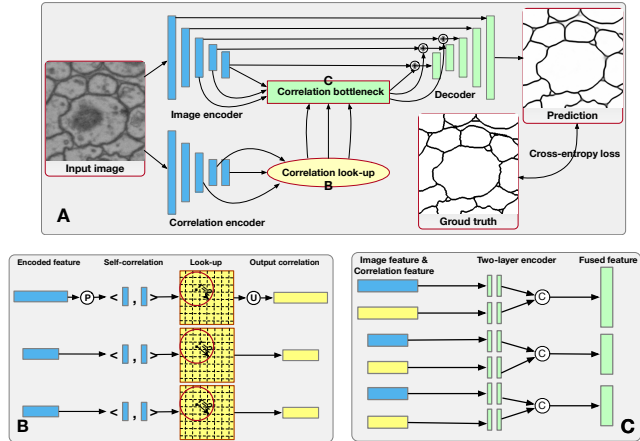 C
Correlation bottleneck
Decoder
Image encoder
Prediction
Input image
Cross-entropy loss
Correlation look-up
B
Correlation encoder
Groud truth
A
Encoded feature
Self-correlation
Look-up
Output correlation
P
< , >
U
< , >
< , >
B
Image feature &
Correlation feature
Two-layer encoder
Fused feature
C
C
C
C